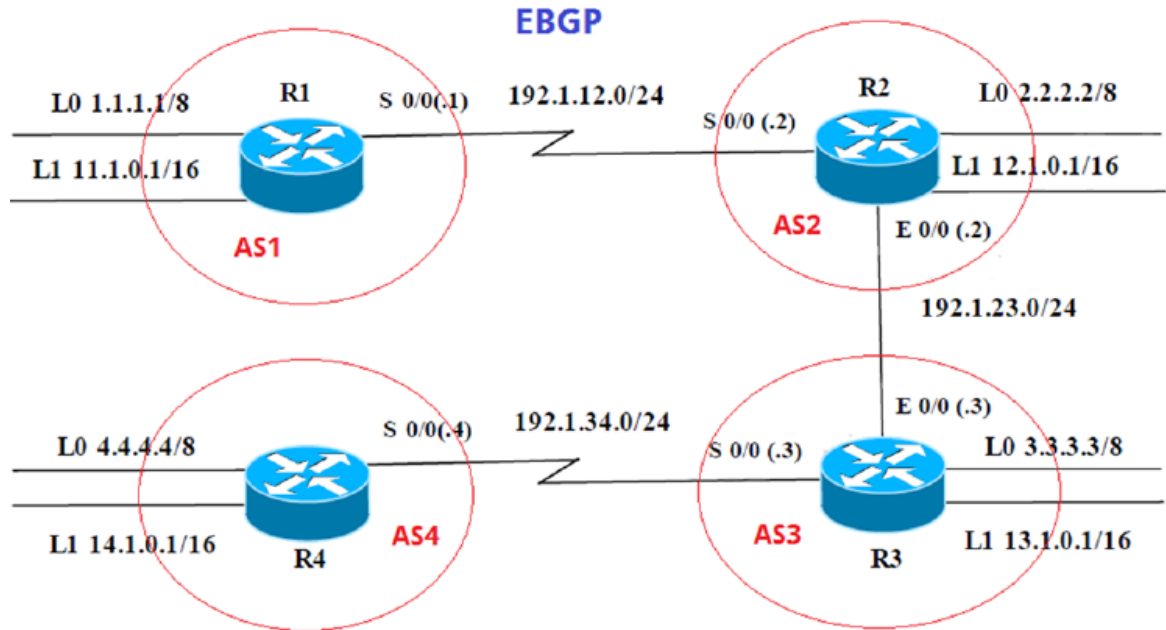 EBGP
L0 1.1.1.1/8
R1
S 0/0(.1)
192.1.12.0/24
R2
L0 2.2.2.2/8
S 0/0 (.2)
L1 11.1.0.1/16
L1 12.1.0.1/16
AS1
AS2
E 0/0 (.2)
192.1.23.0/24
E 0/0 (.3)
L0 4.4.4.4/8
S 0/0(.4)
192.1.34.0/24
S 0/0 (.3)
L0 3.3.3.3/8
L1 14.1.0.1/16
R4
AS4
AS3
R3
L1 13.1.0.1/16